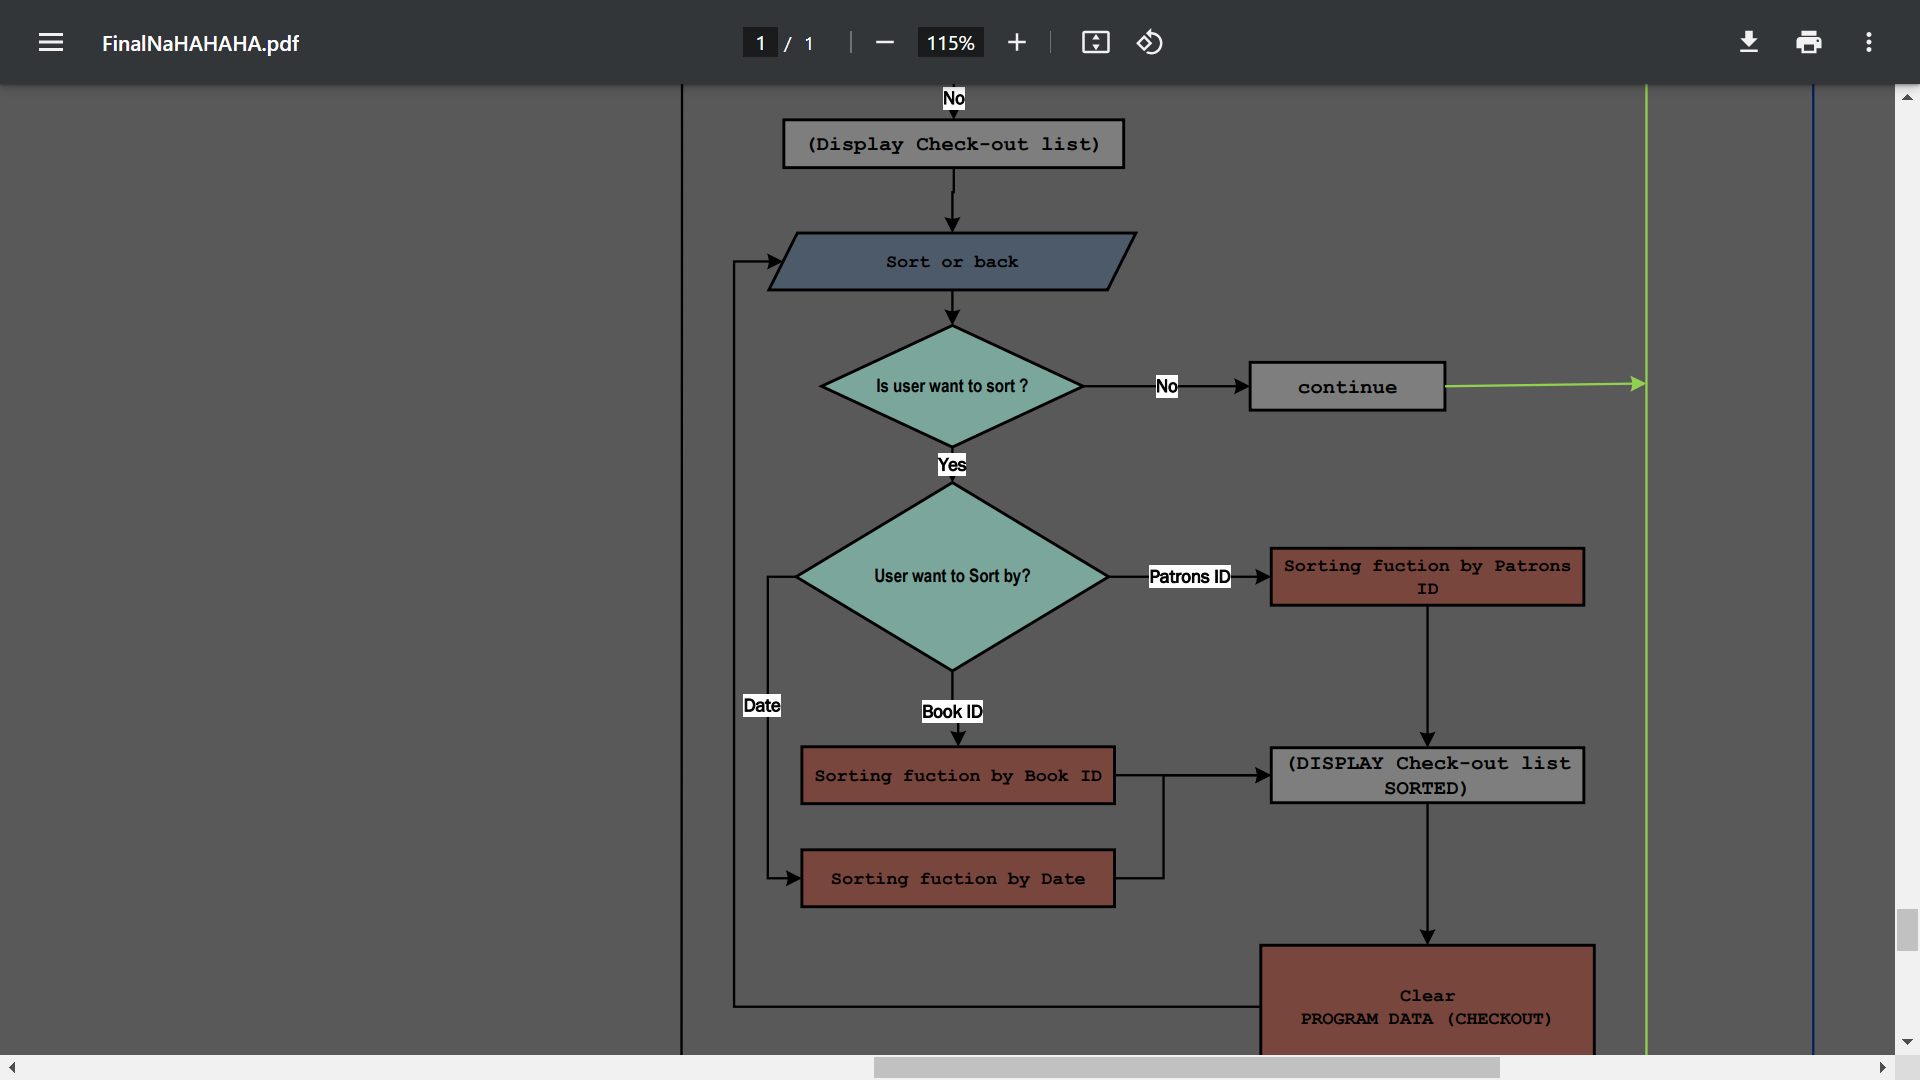 FinalNaHAHAHA.pdf
1 / 1
115%
No
(Display Check-out list)
Sort or back
Is user want to sort ?
No
continue
Yes
User want to Sort by?
Patrons ID
Sorting fuction by Patrons
ID
Date
Book ID
Sorting fuction by Book ID
(DISPLAY Check-out list
SORTED)
Sorting fuction by Date
Clear
PROGRAM DATA (CHECKOUT)